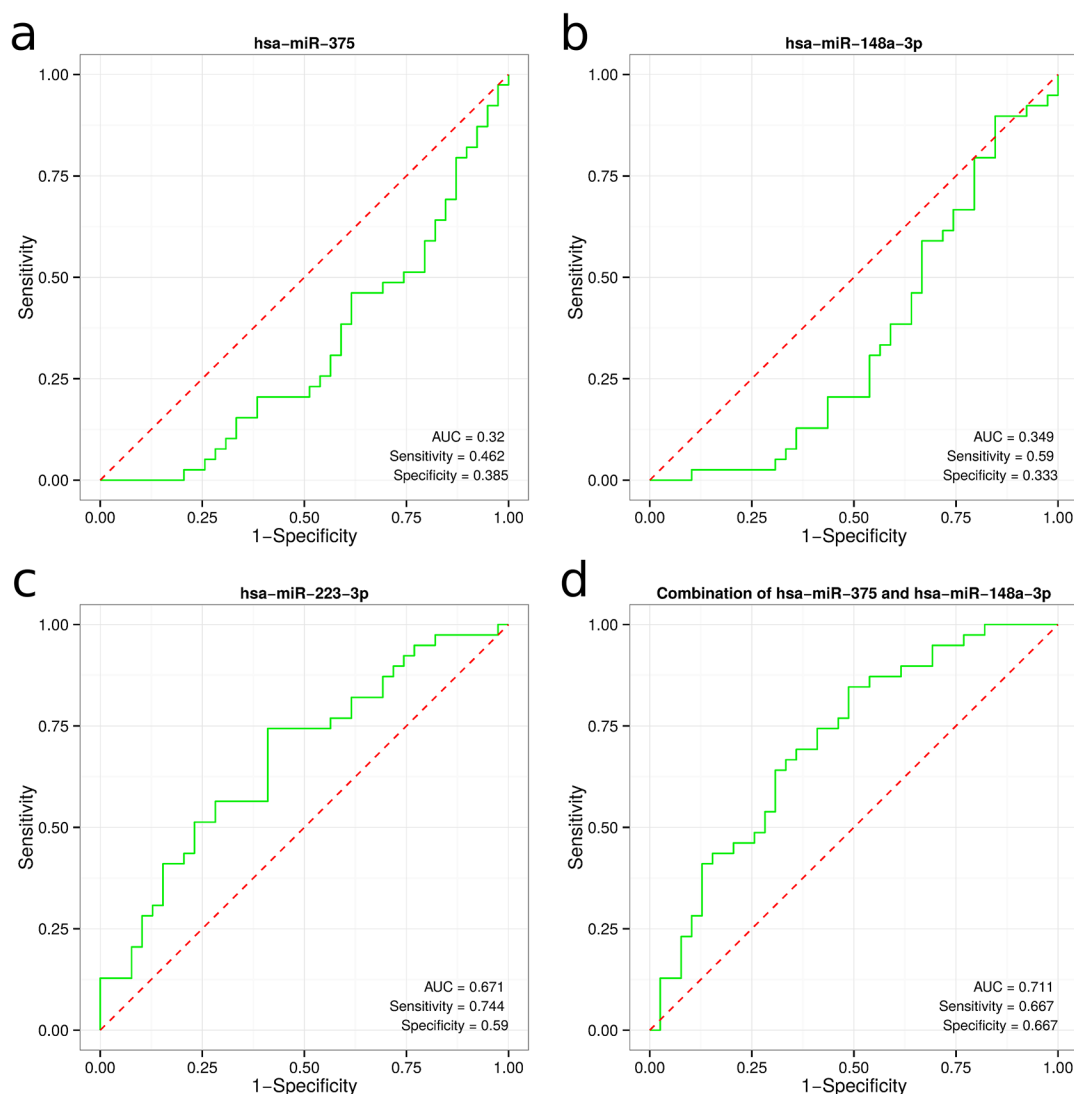 a
hsa−miR−375
1.00
0.75
0.50
0.25
0.00
Sensitivity
AUC = 0.32
Sensitivity = 0.462
Specificity = 0.385
0.00 0.25 0.50 0.75 1.00
1−Specificity
b
hsa−miR−148a−3p
1.00
0.75
0.50
0.25
0.00
Sensitivity
AUC = 0.349
Sensitivity = 0.59
Specificity = 0.333
0.00 0.25 0.50 0.75 1.00
1−Specificity
c
hsa−miR−223−3p
1.00
0.75
0.50
0.25
0.00
Sensitivity
AUC = 0.671
Sensitivity = 0.744
Specificity = 0.59
0.00 0.25 0.50 0.75 1.00
1−Specificity
d
Combination of hsa−miR−375 and hsa−miR−148a−3p
1.00
0.75
0.50
0.25
0.00
Sensitivity
AUC = 0.711
Sensitivity = 0.667
Specificity = 0.667
0.00 0.25 0.50 0.75 1.00
1−Specificity